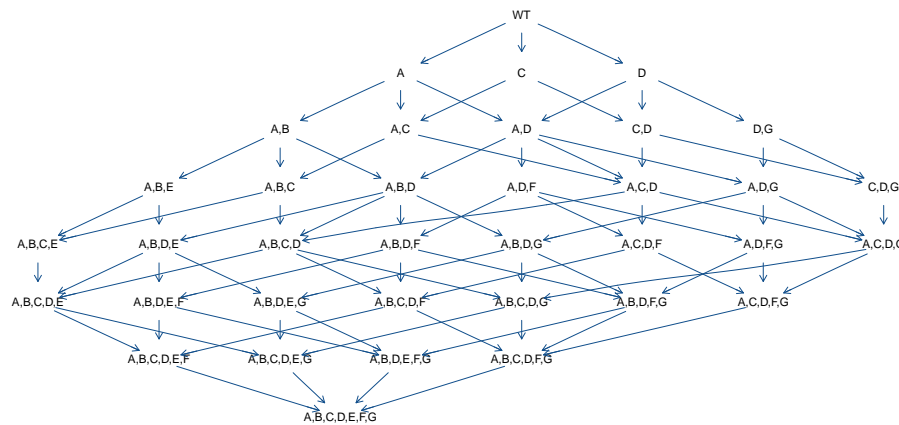 WT
A C D
A,B A,C A,D C,D D,G
A,B,E A,B,C A,B,D A,D,F A,C,D A,D,G C,D,G
A,B,C,E A,B,D,E A,B,C,D A,B,D,F A,B,D,G A,C,D,F A,D,F,G A,C,D,G
A,B,C,D,E A,B,D,E,F A,B,D,E,G A,B,C,D,F A,B,C,D,G A,B,D,F,G A,C,D,F,G
A,B,C,D,E,F A,B,C,D,E,G A,B,D,E,F,G A,B,C,D,F,G
A,B,C,D,E,F,G